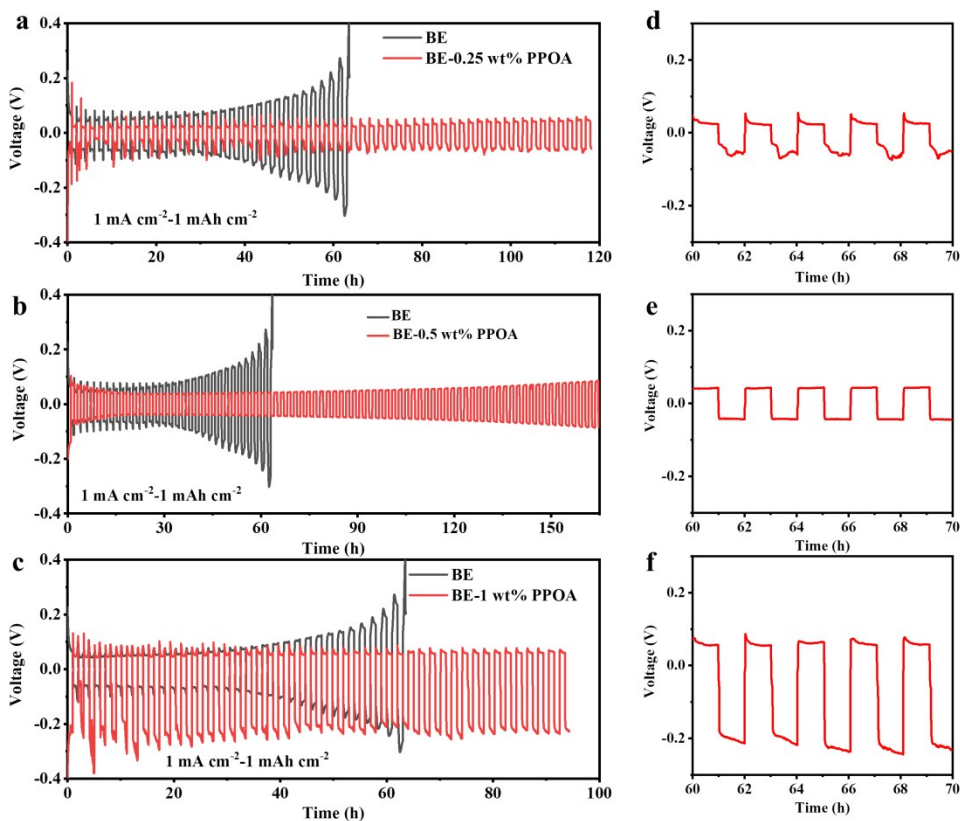 a
BE
BE-0.25 wt% PPOA
0.4
0.2
0.0
-0.2
-0.4
Voltage (V)
1 mA cm⁻²-1 mAh cm⁻²
0 20 40 60 80 100 120
Time (h)
d
0.2
0.0
-0.2
Voltage (V)
60 62 64 66 68 70
Time (h)
b
BE
BE-0.5 wt% PPOA
0.4
0.2
0.0
-0.2
-0.4
Voltage (V)
1 mA cm⁻²-1 mAh cm⁻²
0 30 60 90 120 150
Time (h)
e
0.2
0.0
-0.2
Voltage (V)
60 62 64 66 68 70
Time (h)
c
BE
BE-1 wt% PPOA
0.4
0.2
0.0
-0.2
-0.4
Voltage (V)
1 mA cm⁻²-1 mAh cm⁻²
0 20 40 60 80 100
Time (h)
f
0.2
0.0
-0.2
Voltage (V)
60 62 64 66 68 70
Time (h)